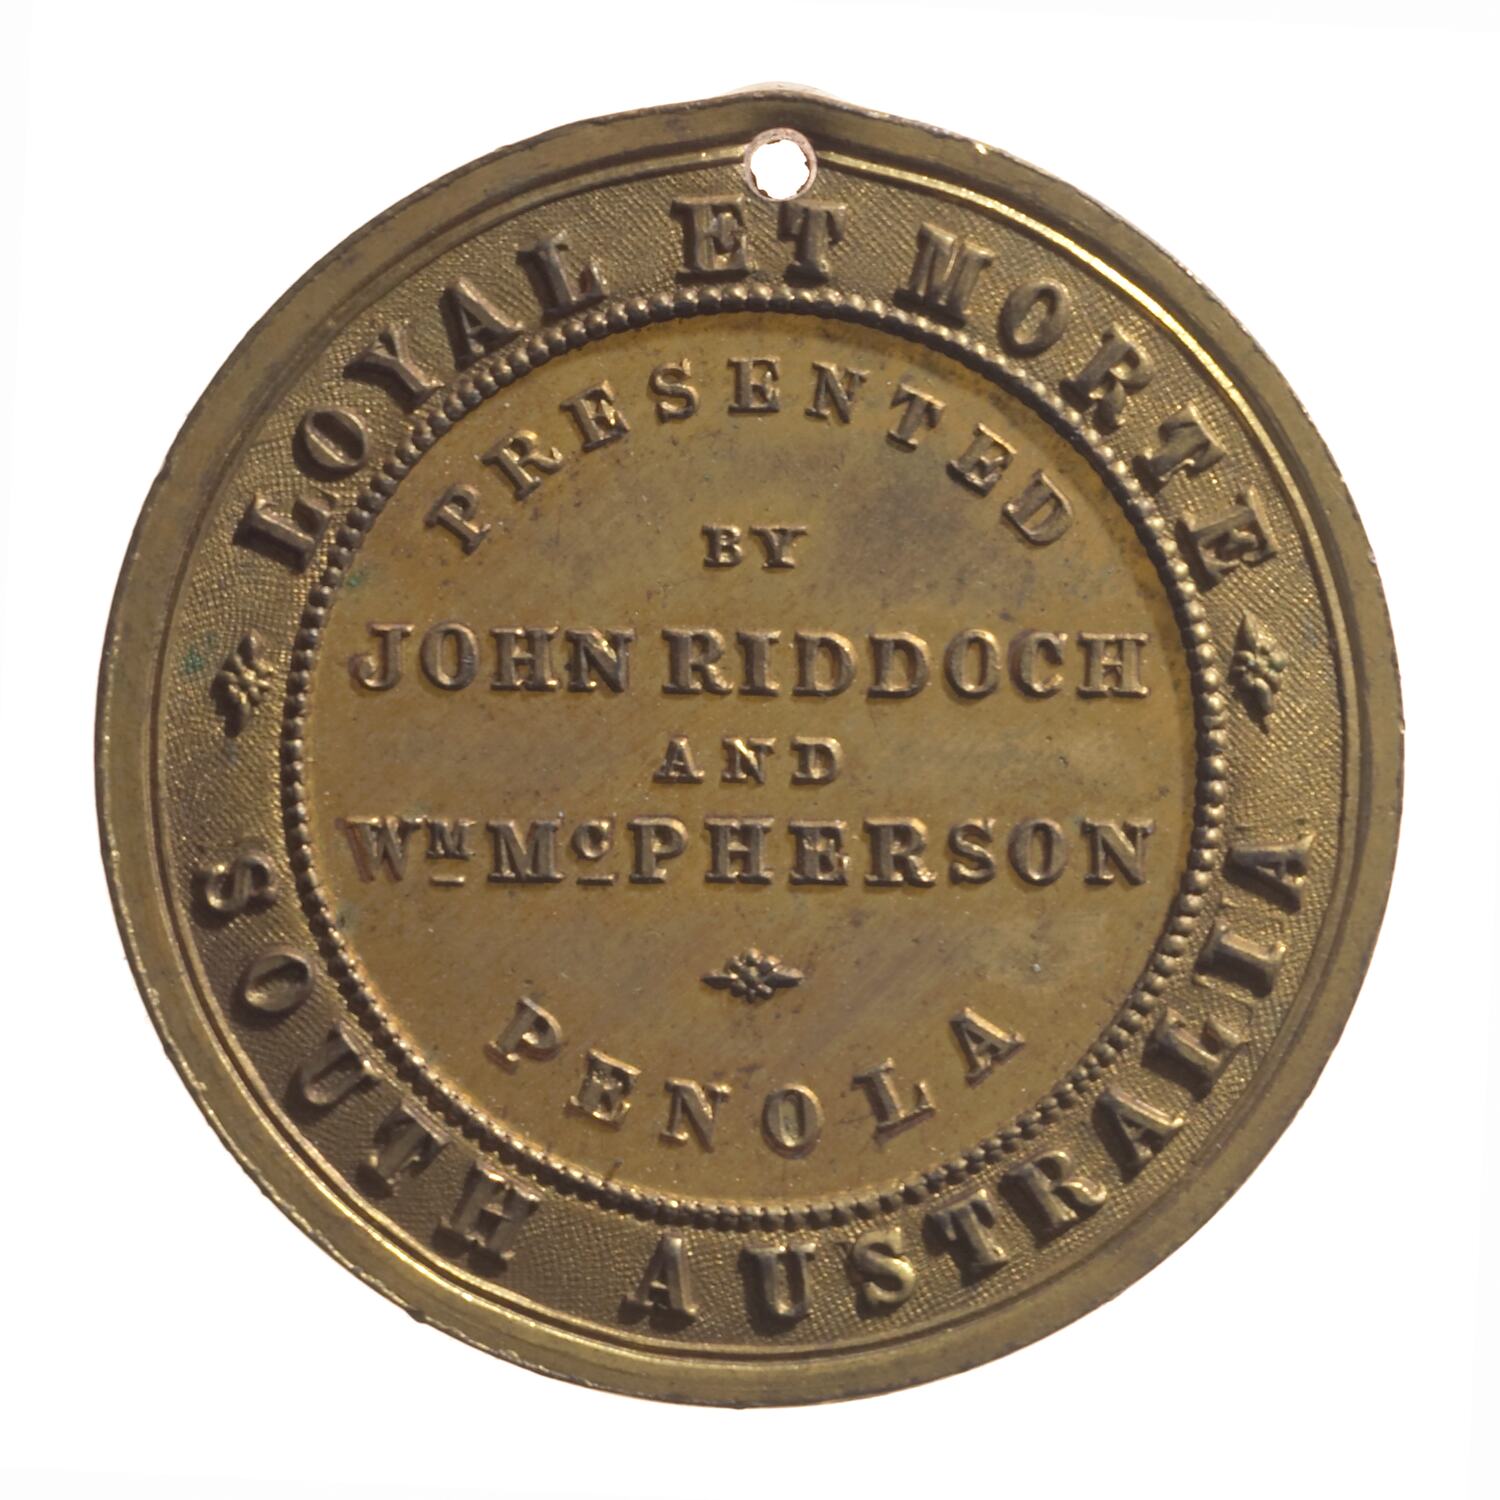 LOYAL ET MORTE
PRESENTED
BY
JOHN RIDDOCH
AND
WM MCPHERSON
PENOLA
SOUTH AUSTRALIA